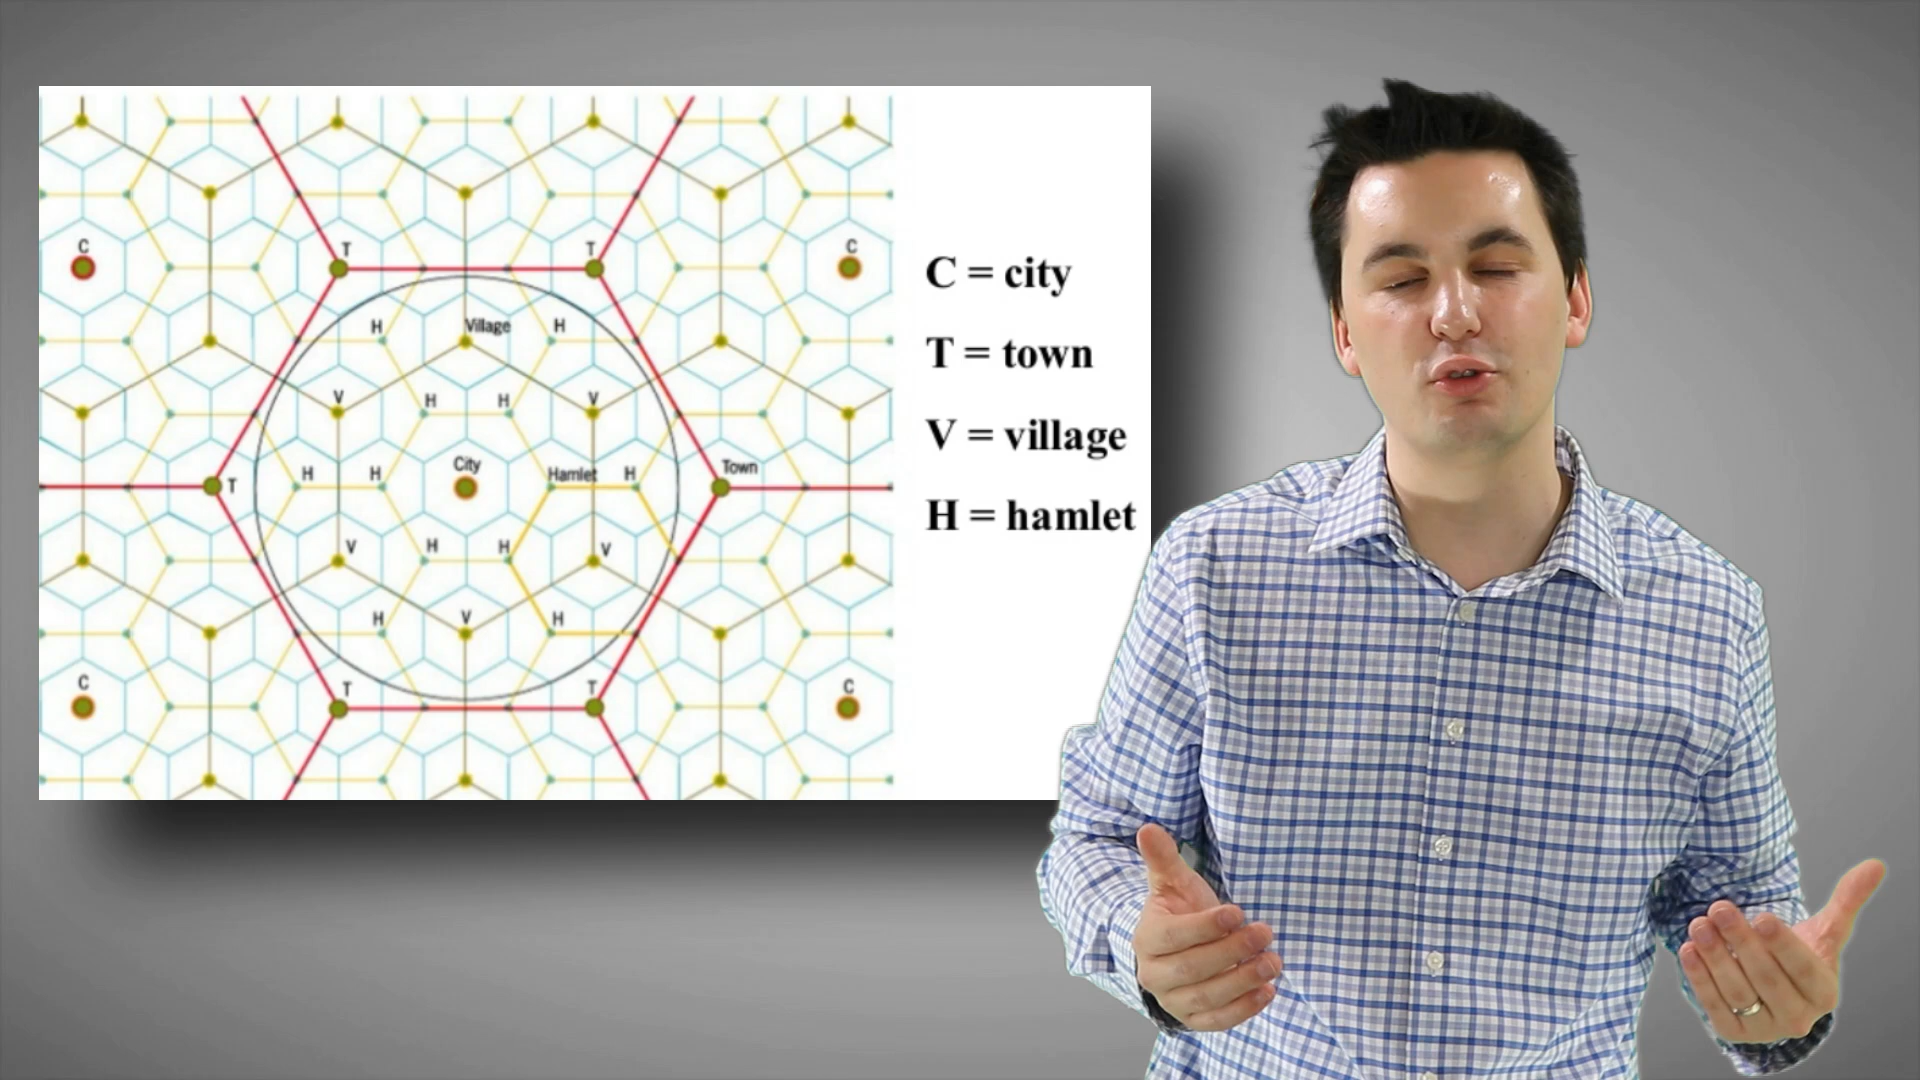 C
C
T
T
H
Village
H
V
H
H
V
City
Town
H
H
Hamlet
H
T
V
H
H
V
H
V
H
C
T
T
C
C = city
T = town
V = village
H = hamlet